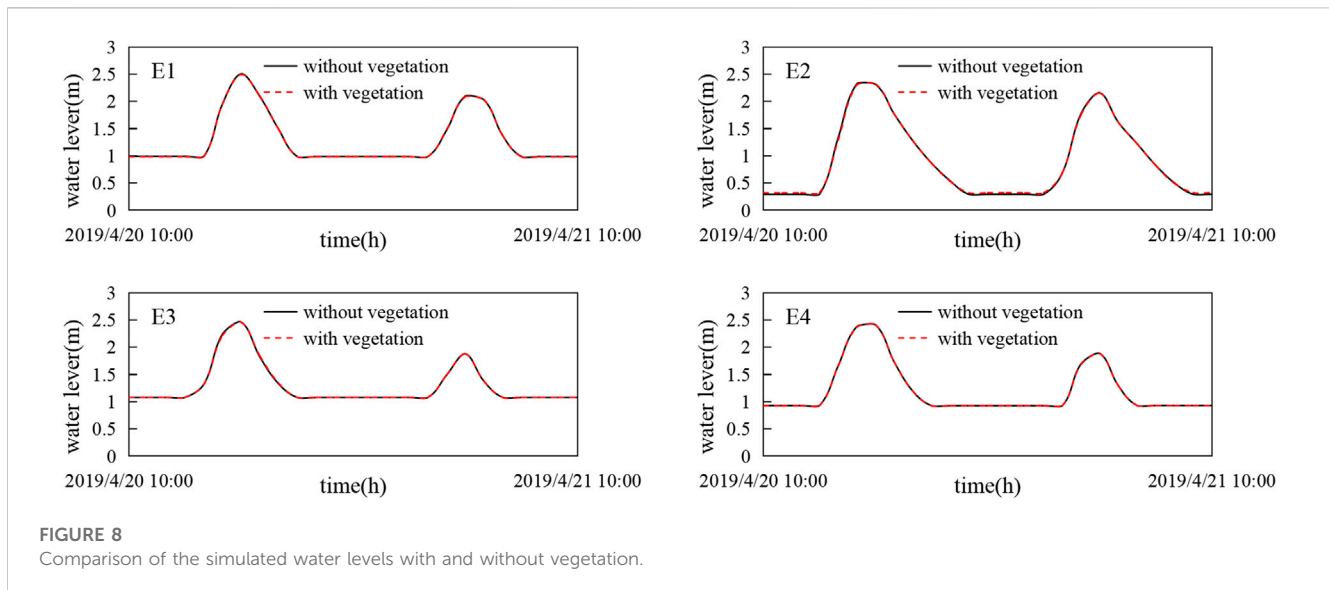 3
2.5
2
1.5
1
0.5
0
water lever(m)
E1
without vegetation
with vegetation
2019/4/20 10:00
time(h)
2019/4/21 10:00
3
2.5
2
1.5
1
0.5
0
water lever(m)
E2
without vegetation
with vegetation
2019/4/20 10:00
time(h)
2019/4/21 10:00
3
2.5
2
1.5
1
0.5
0
water lever(m)
E3
without vegetation
with vegetation
2019/4/20 10:00
time(h)
2019/4/21 10:00
3
2.5
2
1.5
1
0.5
0
water lever(m)
E4
without vegetation
with vegetation
2019/4/20 10:00
time(h)
2019/4/21 10:00
FIGURE 8
Comparison of the simulated water levels with and without vegetation.